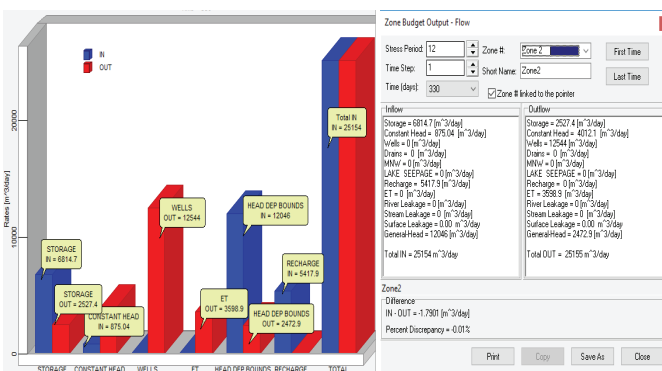 IN
OUT
Rates [m^3/day]
20000
10000
0
Total IN
IN = 25154
WELLS
OUT = 12544
HEAD DEP BOUNDS
IN = 12046
STORAGE
IN = 6814.7
RECHARGE
IN = 5417.9
STORAGE
OUT = 2527.4
CONSTANT HEAD
IN = 875.04
ET
OUT = 3598.9
HEAD DEP BOUNDS
OUT = 2472.9
STORAGE CONSTANT HEAD WELLS ET HEAD DEP BOUNDS RECHARGE TOTAL
Zone Budget Output - Flow
Stress Period: 12 Zone #: Zone 2 First Time
Time Step: 1 Short Name: Zone2 Last Time
Time (days): 330 Zone # linked to the pointer
Inflow
Storage = 6814.7 [m^3/day]
Constant Head = 875.04 [m^3/day]
Wells = 0 [m^3/day]
Drains = 0 [m^3/day]
MNW = 0 [m^3/day]
LAKE SEEPAGE = 0 [m^3/day]
Recharge = 5417.9 [m^3/day]
ET = 0 [m^3/day]
River Leakage = 0 [m^3/day]
Stream Leakage = 0 [m^3/day]
Surface Leakage = 0.00 m^3/day
General-Head = 12046 [m^3/day]
Total IN = 25154 m^3/day
Outflow
Storage = 2527.4 [m^3/day]
Constant Head = 4012.1 [m^3/day]
Wells = 12544 [m^3/day]
Drains = 0 [m^3/day]
MNW = 0 [m^3/day]
LAKE SEEPAGE = 0 [m^3/day]
Recharge = 0 [m^3/day]
ET = 3598.9 [m^3/day]
River Leakage = 0 [m^3/day]
Stream Leakage = 0 [m^3/day]
Surface Leakage = 0.00 m^3/day
General-Head = 2472.9 [m^3/day]
Total OUT = 25155 m^3/day
Zone2
Difference
IN - OUT = -1.7901 [m^3/day]
Percent Discrepancy = -0.01%
Print Copy Save As Close